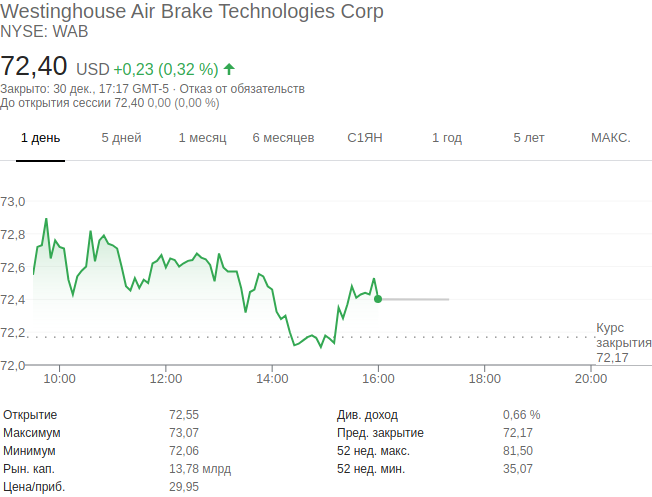 Westinghouse Air Brake Technologies Corp
NYSE: WAB
72,40 USD +0,23 (0,32 %)
Закрыто: 30 дек., 17:17 GMT-5 · Отказ от обязательств
До открытия сессии 72,40 0,00 (0,00 %)
1 день 5 дней 1 месяц 6 месяцев С1ЯН 1 год 5 лет МАКС.
73,0
72,8
72,6
72,4
72,2
Курс
закрытия
72,17
72,0
10:00 12:00 14:00 16:00 18:00 20:00
Открытие 72,55 Див. доход 0,66 %
Максимум 73,07 Пред. закрытие 72,17
Минимум 72,06 52 нед. макс. 81,50
Рын. кап. 13,78 млрд 52 нед. мин. 35,07
Цена/приб. 29,95